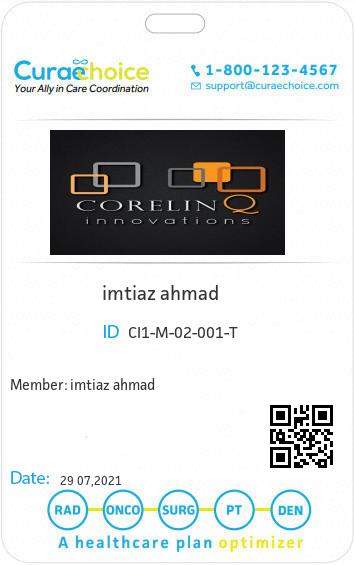 Curaechoice
Your Ally in Care Coordination
1-800-123-4567
support@curaechoice.com
CORELINQ
innovations
imtiaz ahmad
ID CI1-M-02-001-T
Member: imtiaz ahmad
Date: 29 07,2021
RAD ONCO SURG PT DEN
A healthcare plan optimizer